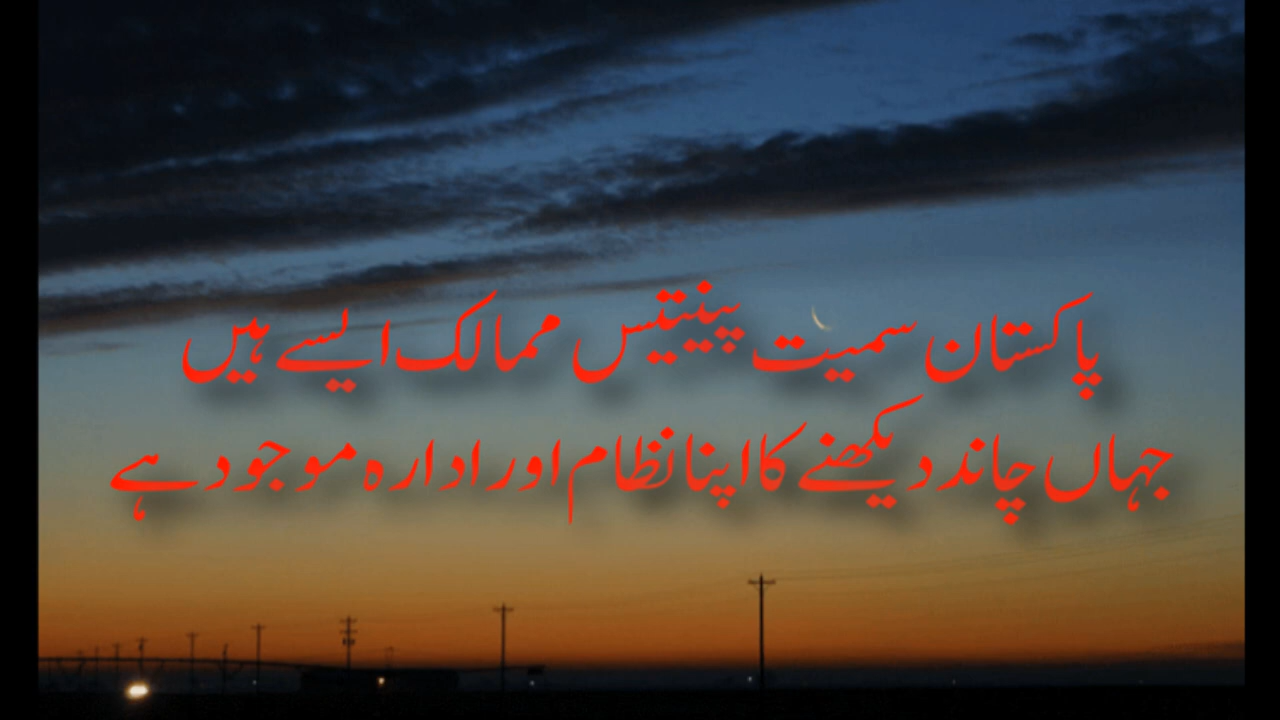 پاکستان سمیت پینتیس ممالک ایسے ہیں
جہاں چاند دیکھنے کا اپنا نظام اور ادارہ موجود ہے